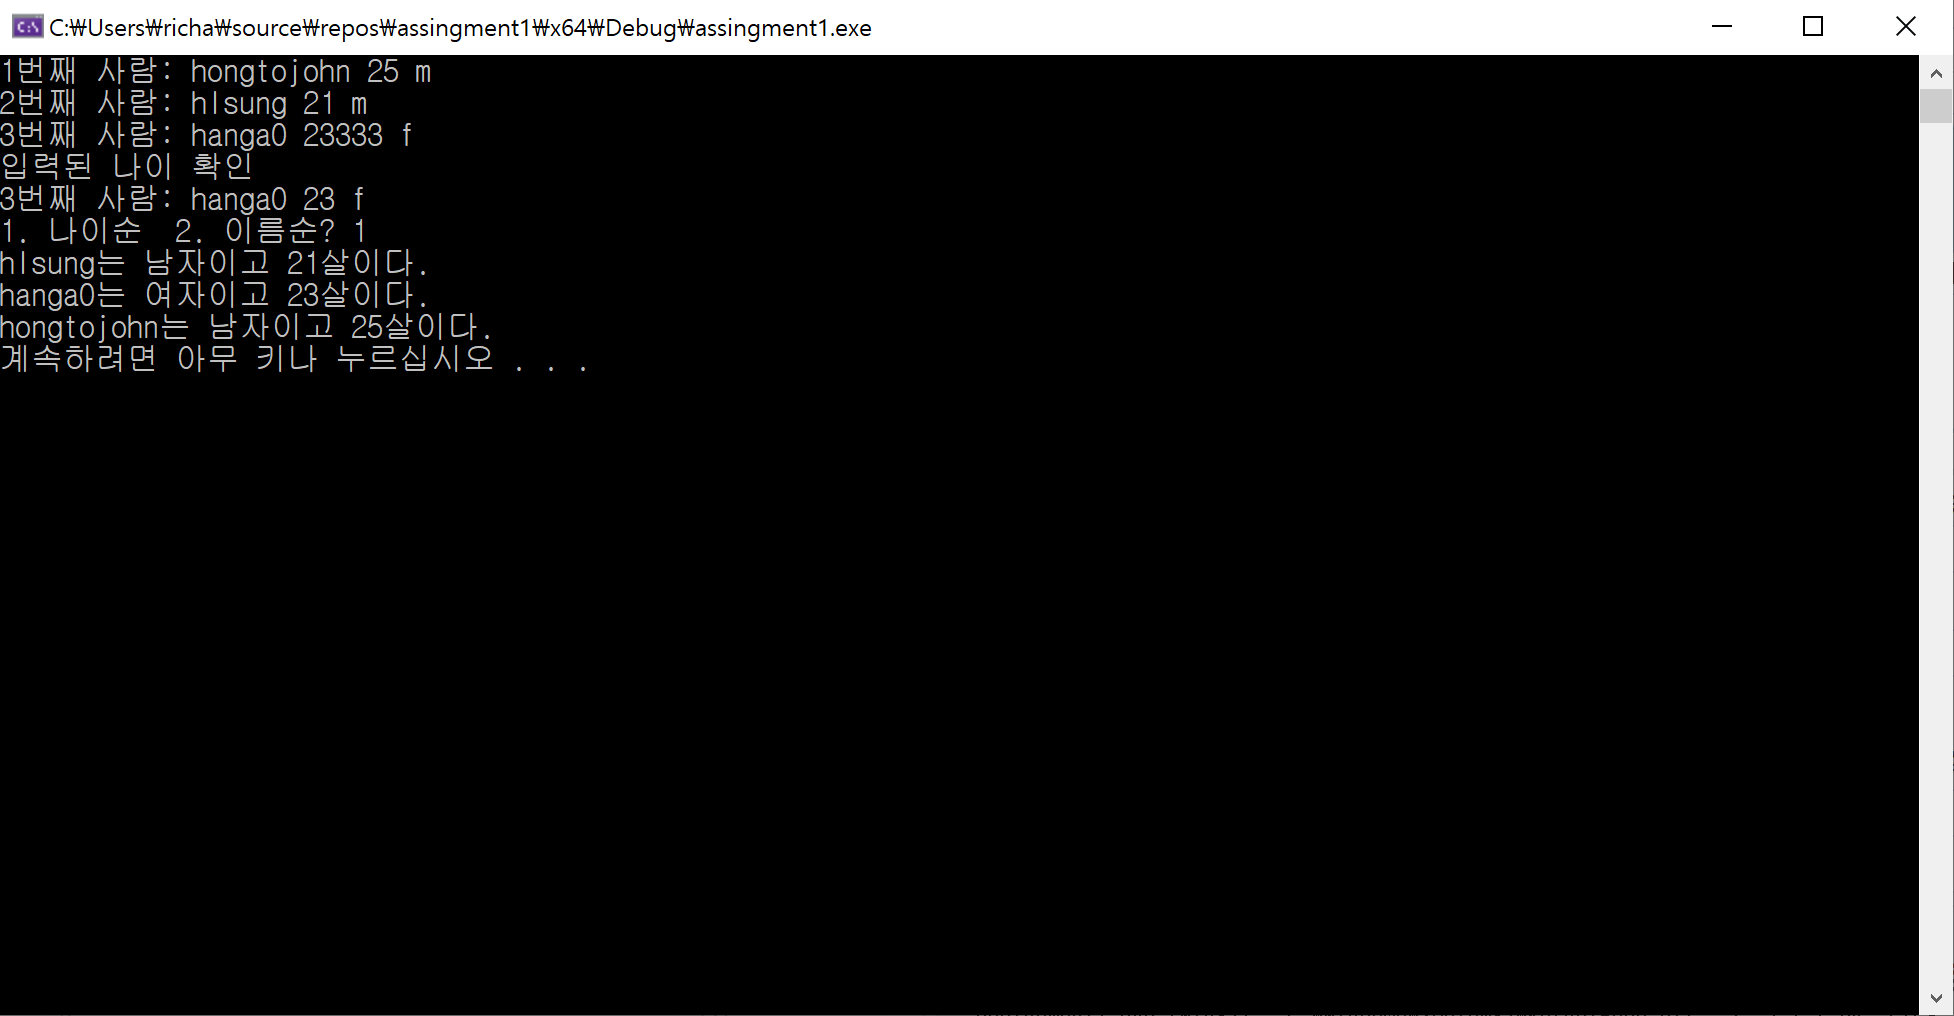 C:₩Users₩richa₩source₩repos₩assingment1₩x64₩Debug₩assingment1.exe
1번째 사람: hongtojohn 25 m
2번째 사람: hlsung 21 m
3번째 사람: hanga0 23333 f
입력된 나이 확인
3번째 사람: hanga0 23 f
1. 나이순  2. 이름순? 1
hlsung는 남자이고 21살이다.
hanga0는 여자이고 23살이다.
hongtojohn는 남자이고 25살이다.
계속하려면 아무 키나 누르십시오 . . .